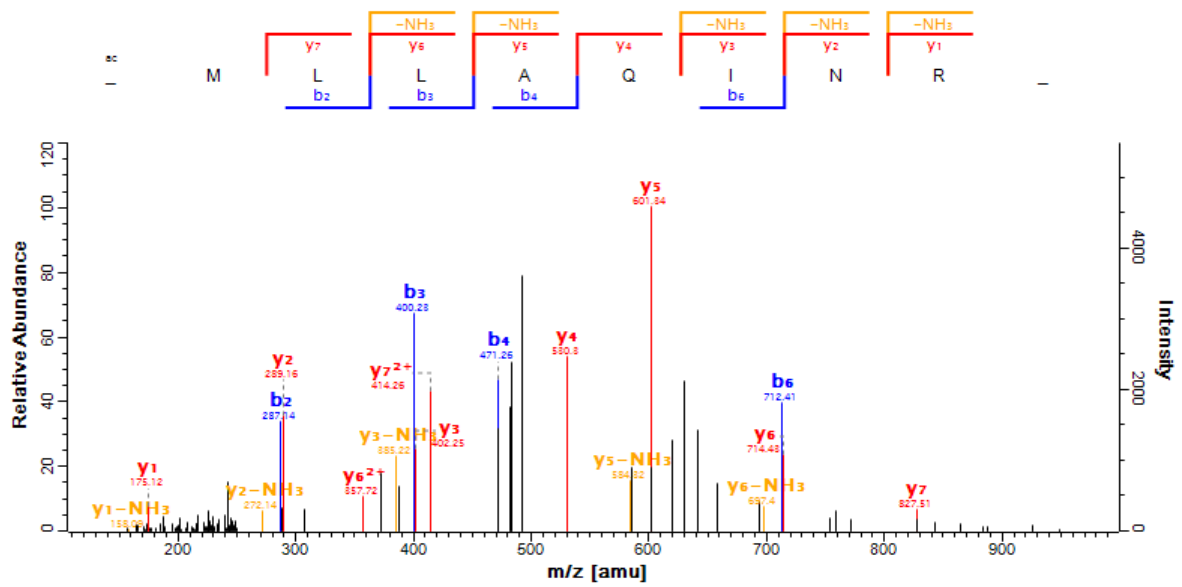 −NH₃ −NH₃ −NH₃ −NH₃ −NH₃
y₇ y₆ y₅ y₄ y₃ y₂ y₁
ac
_ M L L A Q I N R _
b₂ b₃ b₄ b₆
120
100
80
60
40
20
0
Relative Abundance
4000
2000
0
Intensity
y₅
601.84
b₃
400.28
b₄
471.26
y₄
530.3
y₂
289.16
y₇²⁺
414.26
b₂
287.14
b₆
712.41
y₃−NH₃
385.22
y₃
402.25
y₆
714.43
y₁
175.12
y₆²⁺
357.72
y₅−NH₃
584.32
y₂−NH₃
272.14
y₆−NH₃
697.4
y₇
827.51
y₁−NH₃
158.09
200 300 400 500 600 700 800 900
m/z [amu]